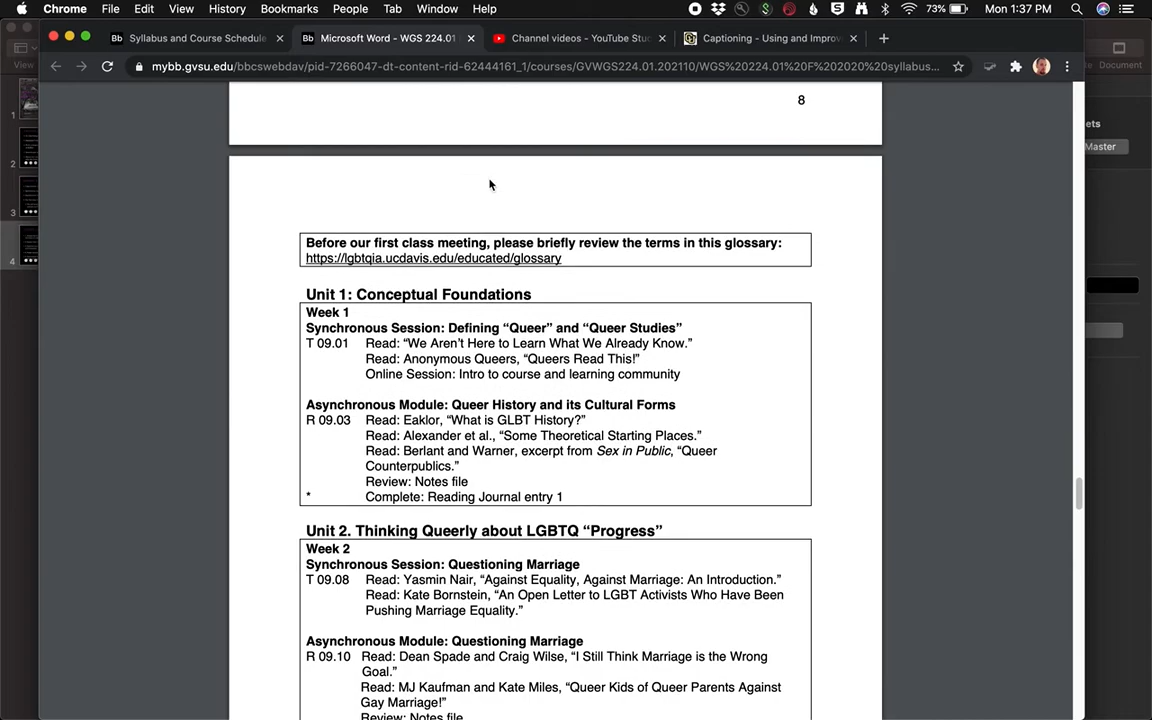 Chrome File Edit View History Bookmarks People Tab Window Help 73% Mon 1:37 PM
Syllabus and Course Schedule
Microsoft Word - WGS 224.01
Channel videos - YouTube Stu
Captioning - Using and Improv
mybb.gvsu.edu/bbcswebdav/pid-7266047-dt-content-rid-62444161_1/courses/GVWGS224.01.202110/WGS%20224.01%20F%202020%20syllabus...
View
Document
ets
Master
1
2
3
4
8
Before our first class meeting, please briefly review the terms in this glossary:
https://lgbtqia.ucdavis.edu/educated/glossary
Unit 1: Conceptual Foundations
Week 1
Synchronous Session: Defining “Queer” and “Queer Studies”
T 09.01 Read: “We Aren’t Here to Learn What We Already Know.”
Read: Anonymous Queers, “Queers Read This!”
Online Session: Intro to course and learning community
Asynchronous Module: Queer History and its Cultural Forms
R 09.03 Read: Eaklor, “What is GLBT History?”
Read: Alexander et al., “Some Theoretical Starting Places.”
Read: Berlant and Warner, excerpt from Sex in Public, “Queer
Counterpublics.”
Review: Notes file
* Complete: Reading Journal entry 1
Unit 2. Thinking Queerly about LGBTQ “Progress”
Week 2
Synchronous Session: Questioning Marriage
T 09.08 Read: Yasmin Nair, “Against Equality, Against Marriage: An Introduction.”
Read: Kate Bornstein, “An Open Letter to LGBT Activists Who Have Been
Pushing Marriage Equality.”
Asynchronous Module: Questioning Marriage
R 09.10 Read: Dean Spade and Craig Wilse, “I Still Think Marriage is the Wrong
Goal.”
Read: MJ Kaufman and Kate Miles, “Queer Kids of Queer Parents Against
Gay Marriage!”
Review: Notes file